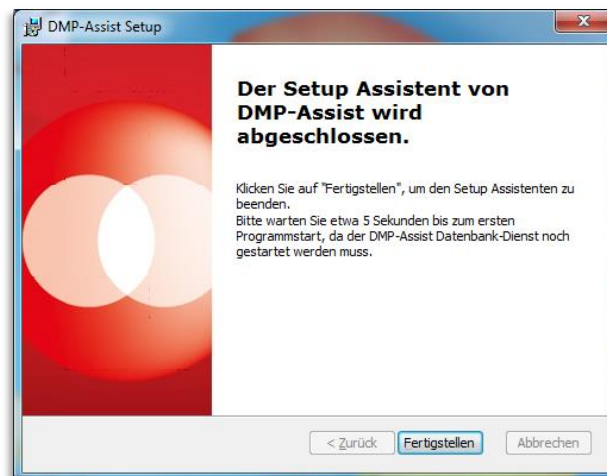 DMP-Assist Setup
Der Setup Assistent von
DMP-Assist wird
abgeschlossen.
Klicken Sie auf "Fertigstellen", um den Setup Assistenten zu
beenden.
Bitte warten Sie etwa 5 Sekunden bis zum ersten
Programmstart, da der DMP-Assist Datenbank-Dienst noch
gestartet werden muss.
< Zurück Fertigstellen Abbrechen